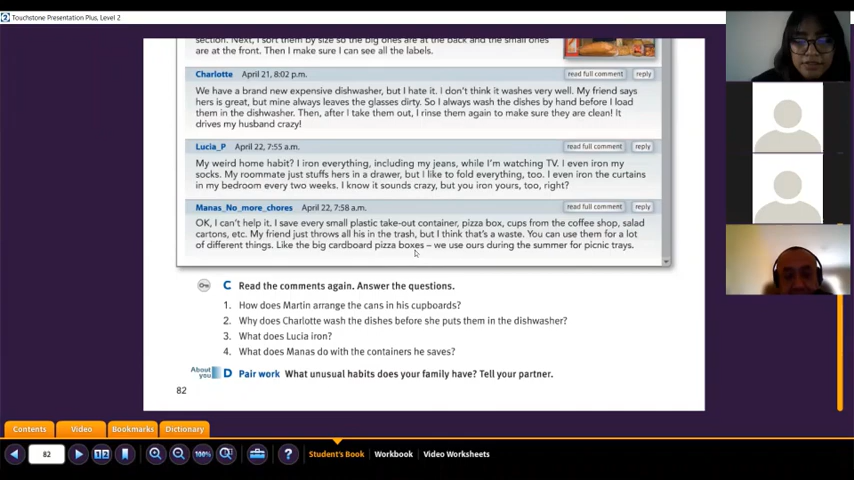 Touchstone Presentation Plus, Level 2
section. Next, I sort them by size so the big ones are at the back and the small ones
are at the front. Then I make sure I can see all the labels.
Charlotte April 21, 8:02 p.m. read full comment reply
We have a brand new expensive dishwasher, but I hate it. I don't think it washes very well. My friend says
hers is great, but mine always leaves the glasses dirty. So I always wash the dishes by hand before I load
them in the dishwasher. Then, after I take them out, I rinse them again to make sure they are clean! It
drives my husband crazy!
Lucia_P April 22, 7:55 a.m. read full comment reply
My weird home habit? I iron everything, including my jeans, while I'm watching TV. I even iron my
socks. My roommate just stuffs hers in a drawer, but I like to fold everything, too. I even iron the curtains
in my bedroom every two weeks. I know it sounds crazy, but you iron yours, too, right?
Manas_No_more_chores April 22, 7:58 a.m. read full comment reply
OK, I can't help it. I save every small plastic take-out container, pizza box, cups from the coffee shop, salad
cartons, etc. My friend just throws all his in the trash, but I think that's a waste. You can use them for a lot
of different things. Like the big cardboard pizza boxes – we use ours during the summer for picnic trays.
C Read the comments again. Answer the questions.
1. How does Martin arrange the cans in his cupboards?
2. Why does Charlotte wash the dishes before she puts them in the dishwasher?
3. What does Lucia iron?
4. What does Manas do with the containers he saves?
About you D Pair work What unusual habits does your family have? Tell your partner.
82
Contents Video Bookmarks Dictionary
82 1 2 100% ? Student's Book Workbook Video Worksheets